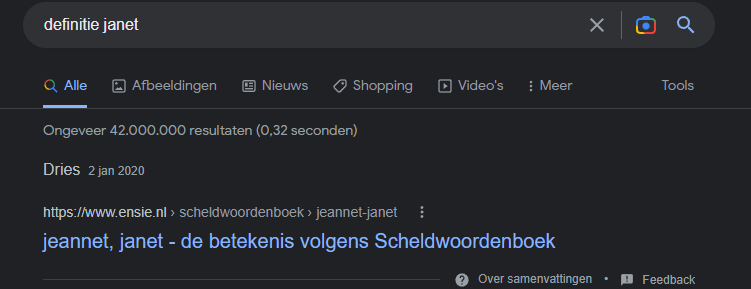 definitie janet
Alle Afbeeldingen Nieuws Shopping Video's Meer Tools
Ongeveer 42.000.000 resultaten (0,32 seconden)
Dries 2 jan 2020
https://www.ensie.nl › scheldwoordenboek › jeannet-janet
jeannet, janet - de betekenis volgens Scheldwoordenboek
Over samenvattingen • Feedback